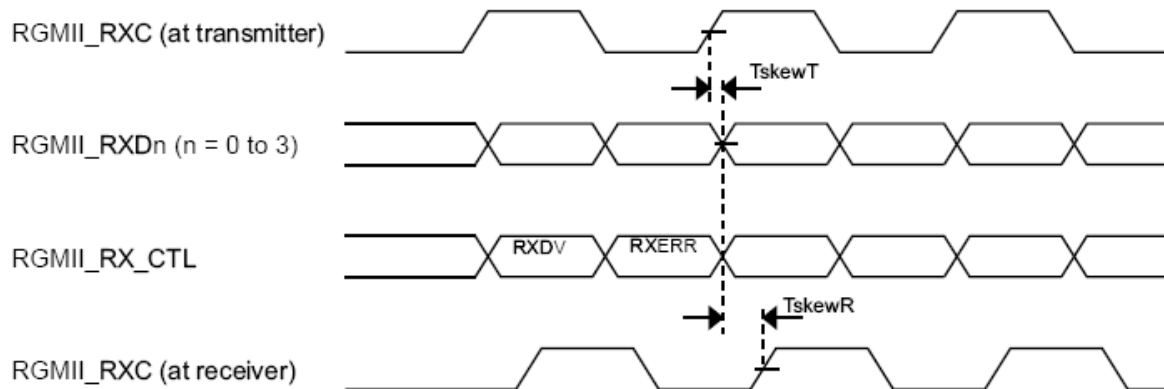 RGMII_RXC (at transmitter)
TskewT
RGMII_RXDn (n = 0 to 3)
RGMII_RX_CTL
RXDV
RXERR
TskewR
RGMII_RXC (at receiver)